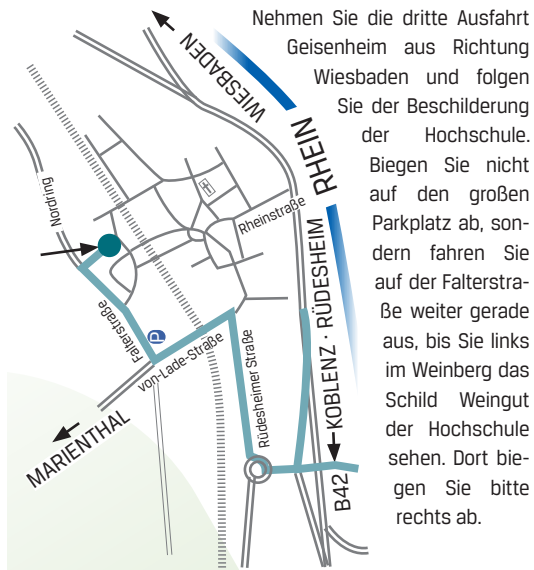 Nehmen Sie die dritte Ausfahrt
Geisenheim aus Richtung
Wiesbaden und folgen
Sie der Beschilderung
der Hochschule.
Biegen Sie nicht
auf den großen
Parkplatz ab, son-
dern fahren Sie
auf der Falterstra-
ße weiter gerade
aus, bis Sie links
im Weinberg das
Schild Weingut
der Hochschule
sehen. Dort bie-
gen Sie bitte
rechts ab.
WIESBADEN
RHEIN
Nordring
Rheinstraße
Falterstraße
P
von-Lade-Straße
Rüdesheimer Straße
KOBLENZ · RÜDESHEIM
MARIENTHAL
B42